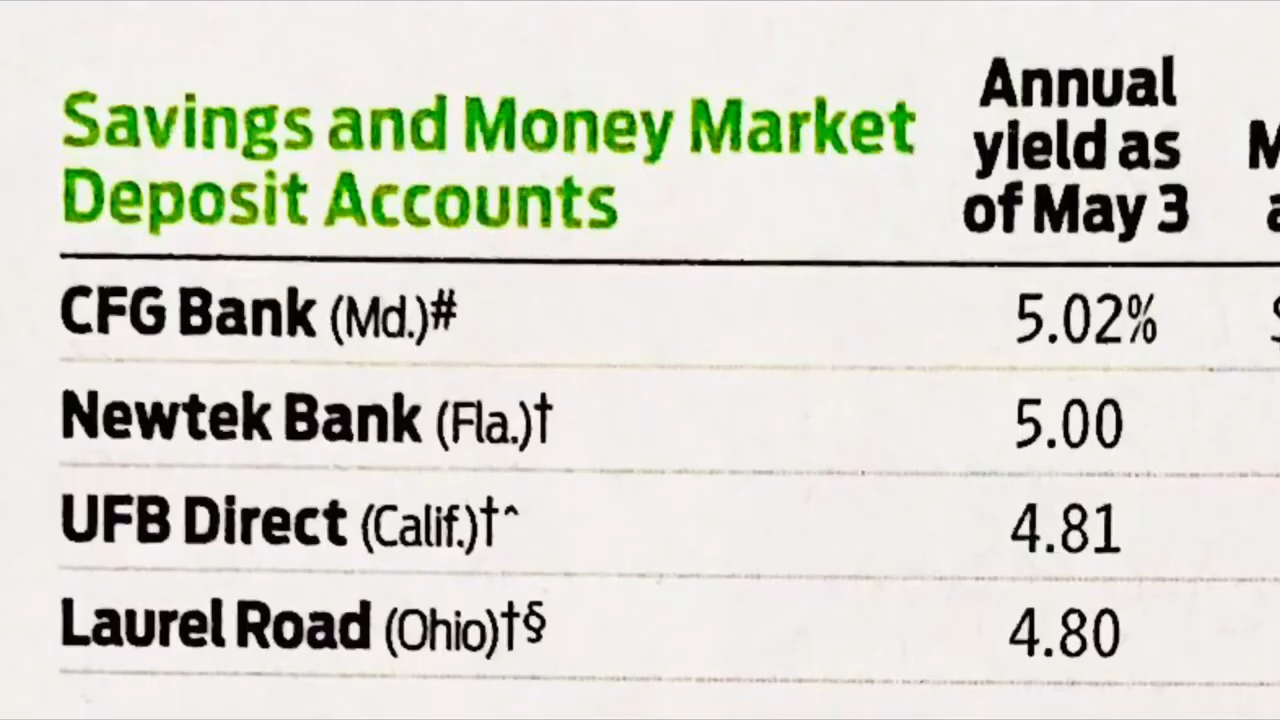 Savings and Money Market
Deposit Accounts
Annual
yield as
of May 3
CFG Bank (Md.)# 5.02%
Newtek Bank (Fla.)† 5.00
UFB Direct (Calif.)†^ 4.81
Laurel Road (Ohio)†§ 4.80